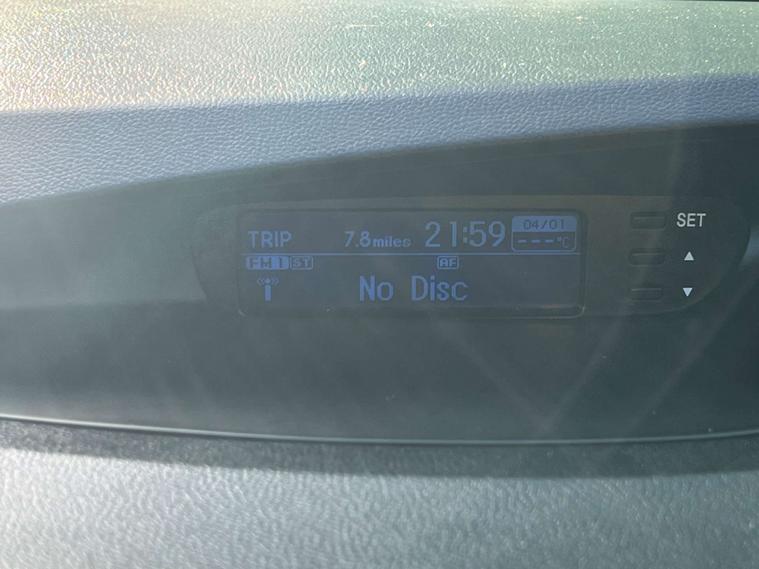 TRIP 7.8miles 21:59 04/01
---°C
SET
FM1 ST AF
No Disc